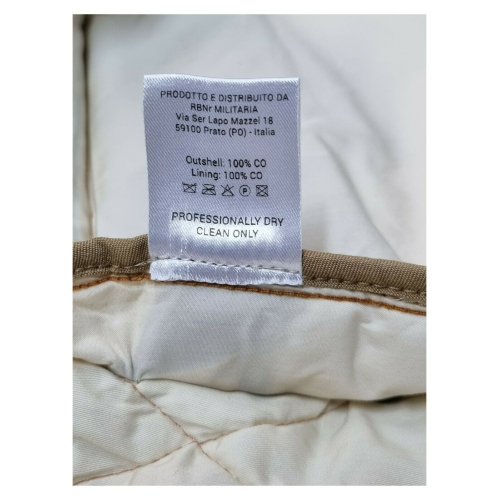 PRODOTTO E DISTRIBUITO DA
RBNr MILITARIA
Via Ser Lapo Mazzei 18
59100 Prato (PO) - Italia
Outshell: 100% CO
Lining: 100% CO
P
PROFESSIONALLY DRY
CLEAN ONLY